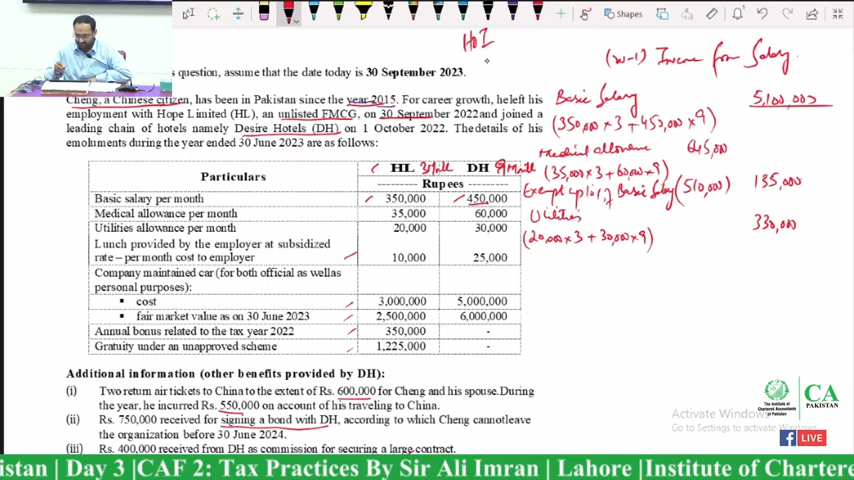 Shapes
HOI
(W-1) Income from Salary.
s question, assume that the date today is 30 September 2023.
Cheng, a Chinese citizen, has been in Pakistan since the year 2015. For career growth, he left his
employment with Hope Limited (HL), an unlisted FMCG, on 30 September 2022 and joined a
leading chain of hotels namely Desire Hotels (DH), on 1 October 2022. The details of his
emoluments during the year ended 30 June 2023 are as follows:
Particulars HL 3 Month DH 9 Month
Rupees
Basic salary per month 350,000 450,000
Medical allowance per month 35,000 60,000
Utilities allowance per month 20,000 30,000
Lunch provided by the employer at subsidized
rate – per month cost to employer 10,000 25,000
Company maintained car (for both official as wellas
personal purposes):
▪ cost 3,000,000 5,000,000
▪ fair market value as on 30 June 2023 2,500,000 6,000,000
Annual bonus related to the tax year 2022 350,000 -
Gratuity under an unapproved scheme 1,225,000 -
Basic Salary 5,100,000
(350,000 x 3 + 450,000 x 9)
Medical allowance 645,000
(35,000 x 3 + 60,000 x 9)
Exempt up to 10% of Basic Salary (510,000) 135,000
Utilities 330,000
(20,000 x 3 + 30,000 x 9)
Additional information (other benefits provided by DH):
(i) Two return air tickets to China to the extent of Rs. 600,000 for Cheng and his spouse. During
the year, he incurred Rs. 550,000 on account of his traveling to China.
(ii) Rs. 750,000 received for signing a bond with DH, according to which Cheng cannot leave
the organization before 30 June 2024.
(iii) Rs. 400,000 received from DH as commission for securing a large contract.
Activate Windows
Go to Settings to activate Windows
The Institute of
Chartered Accountants
of Pakistan
CA
PAKISTAN
f LIVE
istan | Day 3 |CAF 2: Tax Practices By Sir Ali Imran | Lahore |Institute of Chartere